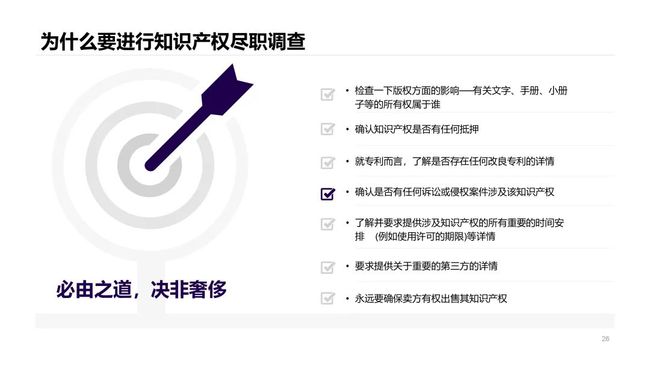 为什么要进行知识产权尽职调查
• 检查一下版权方面的影响──有关文字、手册、小册
子等的所有权属于谁
• 确认知识产权是否有任何抵押
• 就专利而言，了解是否存在任何改良专利的详情
• 确认是否有任何诉讼或侵权案件涉及该知识产权
• 了解并要求提供涉及知识产权的所有重要的时间安
排 (例如使用许可的期限)等详情
• 要求提供关于重要的第三方的详情
• 永远要确保卖方有权出售其知识产权
必由之道，决非奢侈
26